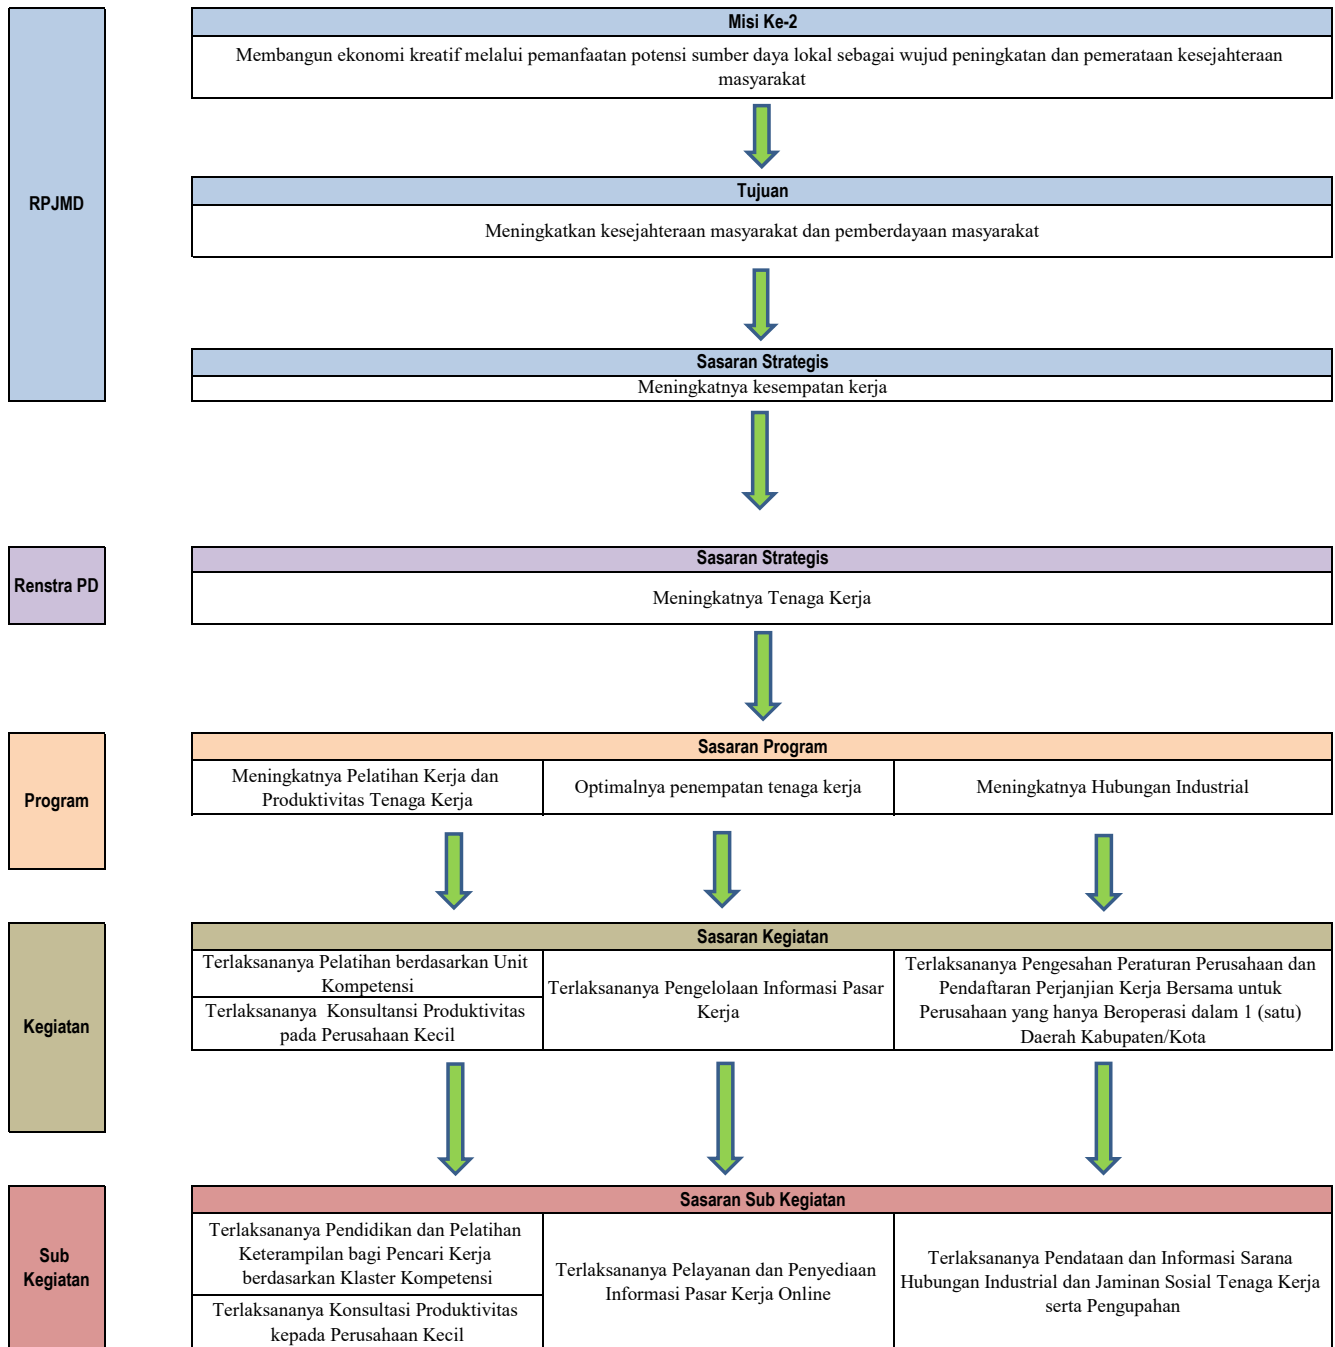 RPJMD
Misi Ke-2
Membangun ekonomi kreatif melalui pemanfaatan potensi sumber daya lokal sebagai wujud peningkatan dan pemerataan kesejahteraan
masyarakat
Tujuan
Meningkatkan kesejahteraan masyarakat dan pemberdayaan masyarakat
Sasaran Strategis
Meningkatnya kesempatan kerja
Renstra PD
Sasaran Strategis
Meningkatnya Tenaga Kerja
Program
Sasaran Program
Meningkatnya Pelatihan Kerja dan
Produktivitas Tenaga Kerja
Optimalnya penempatan tenaga kerja
Meningkatnya Hubungan Industrial
Kegiatan
Sasaran Kegiatan
Terlaksananya Pelatihan berdasarkan Unit
Kompetensi
Terlaksananya Konsultansi Produktivitas
pada Perusahaan Kecil
Terlaksananya Pengelolaan Informasi Pasar
Kerja
Terlaksananya Pengesahan Peraturan Perusahaan dan
Pendaftaran Perjanjian Kerja Bersama untuk
Perusahaan yang hanya Beroperasi dalam 1 (satu)
Daerah Kabupaten/Kota
Sub
Kegiatan
Sasaran Sub Kegiatan
Terlaksananya Pendidikan dan Pelatihan
Keterampilan bagi Pencari Kerja
berdasarkan Klaster Kompetensi
Terlaksananya Konsultasi Produktivitas
kepada Perusahaan Kecil
Terlaksananya Pelayanan dan Penyediaan
Informasi Pasar Kerja Online
Terlaksananya Pendataan dan Informasi Sarana
Hubungan Industrial dan Jaminan Sosial Tenaga Kerja
serta Pengupahan